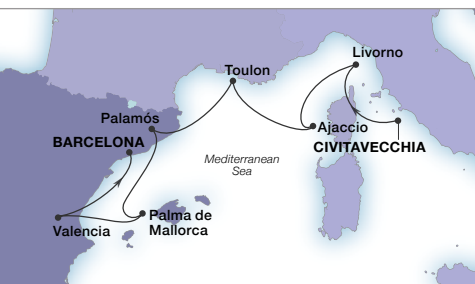 Livorno
Toulon
Palamós
Ajaccio
BARCELONA
CIVITAVECCHIA
Mediterranean
Sea
Palma de
Mallorca
Valencia